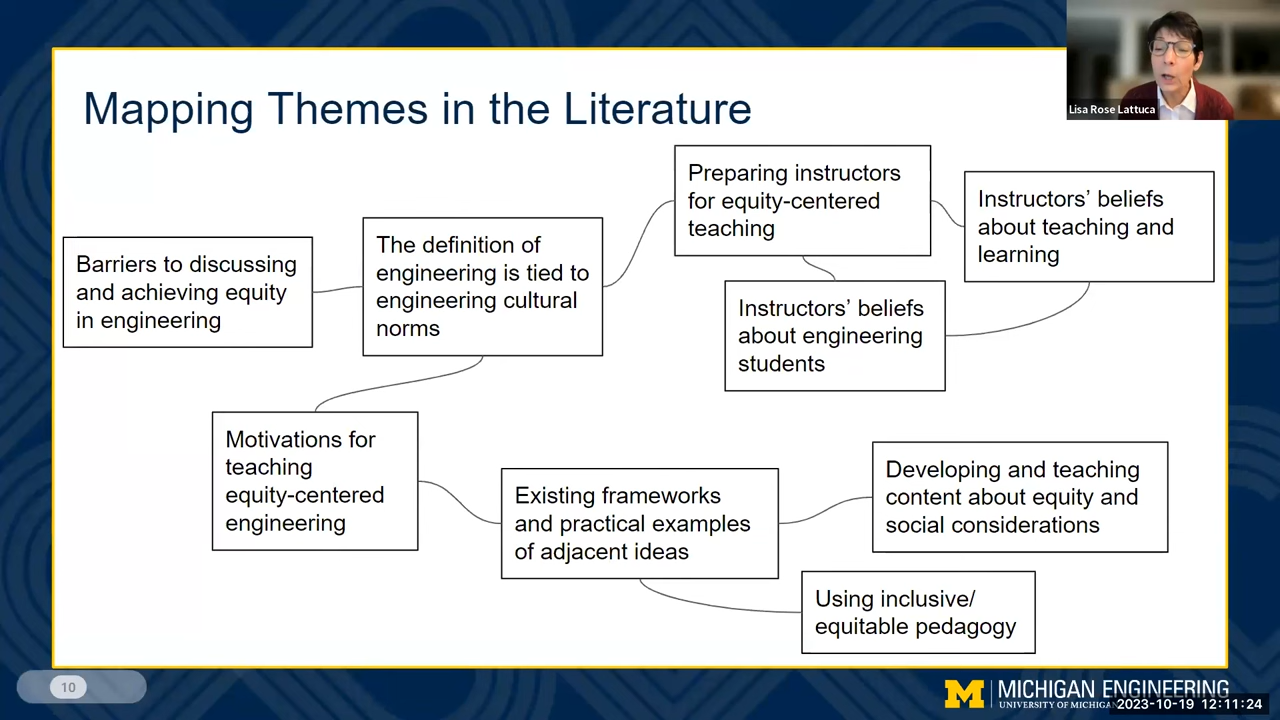 Mapping Themes in the Literature
Lisa Rose Lattuca
Barriers to discussing
and achieving equity
in engineering
The definition of
engineering is tied to
engineering cultural
norms
Preparing instructors
for equity-centered
teaching
Instructors’ beliefs
about teaching and
learning
Instructors’ beliefs
about engineering
students
Motivations for
teaching
equity-centered
engineering
Existing frameworks
and practical examples
of adjacent ideas
Developing and teaching
content about equity and
social considerations
Using inclusive/
equitable pedagogy
10
M
MICHIGAN ENGINEERING
UNIVERSITY OF
2023-10-19 12:11:24